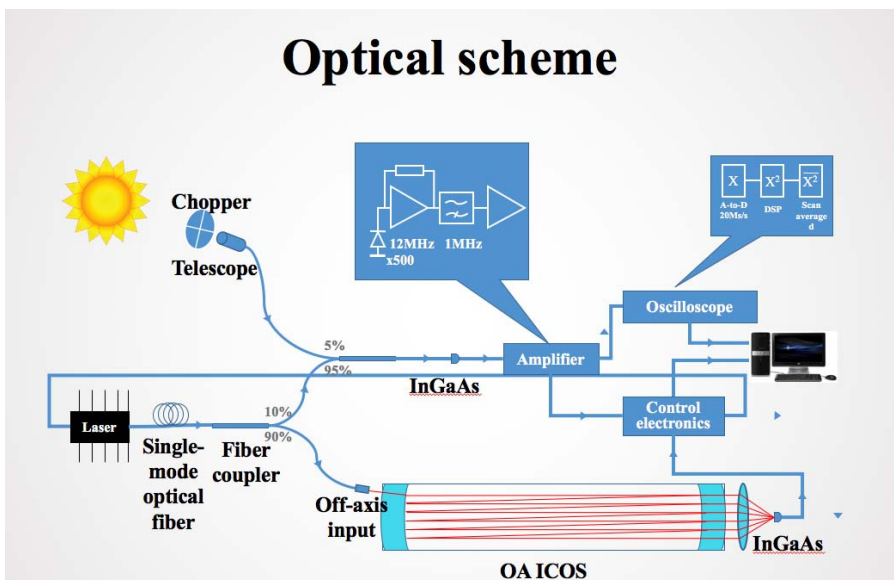 Optical scheme
Chopper
Telescope
12MHz
x500
1MHz
X
X²
X²
A-to-D
20Ms/s
DSP
Scan
average
d
Oscilloscope
5%
95%
InGaAs
Amplifier
Laser
Single-
mode
optical
fiber
10%
90%
Fiber
coupler
Control
electronics
Off-axis
input
InGaAs
OA ICOS